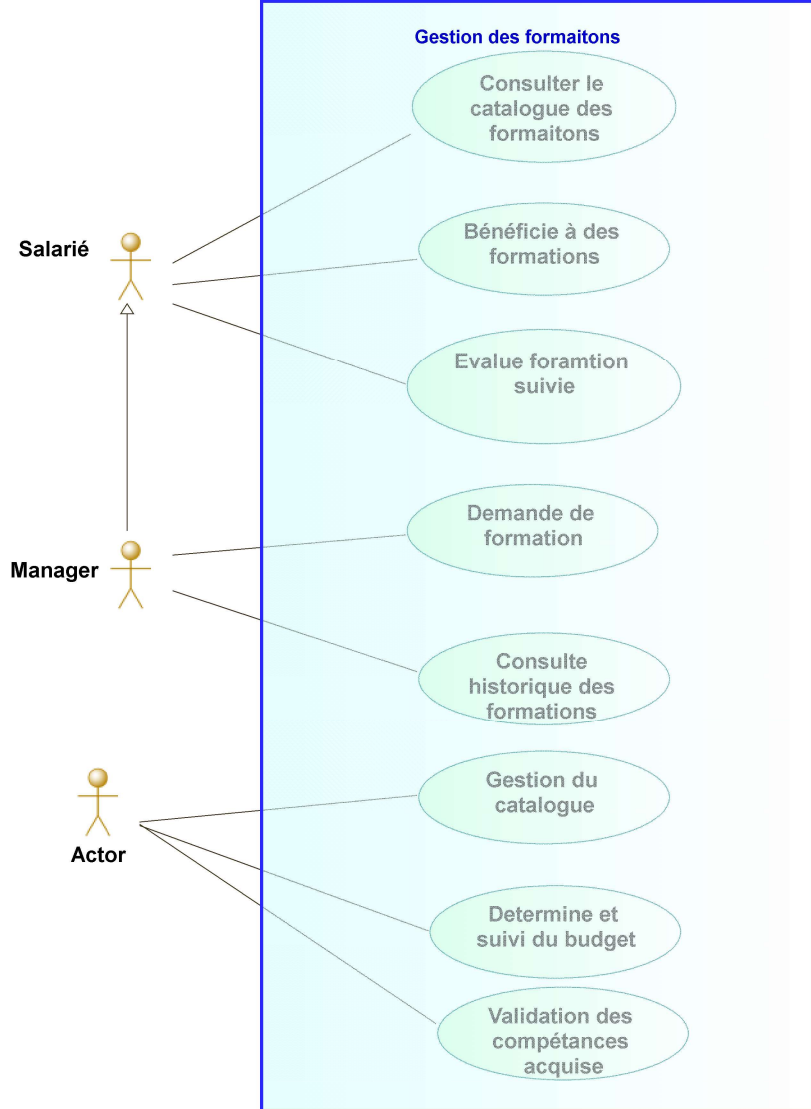 Gestion des formaitons
Consulter le
catalogue des
formaitons
Salarié
Bénéficie à des
formations
Evalue foramtion
suivie
Demande de
formation
Manager
Consulte
historique des
formations
Gestion du
catalogue
Actor
Determine et
suivi du budget
Validation des
compétances
acquise